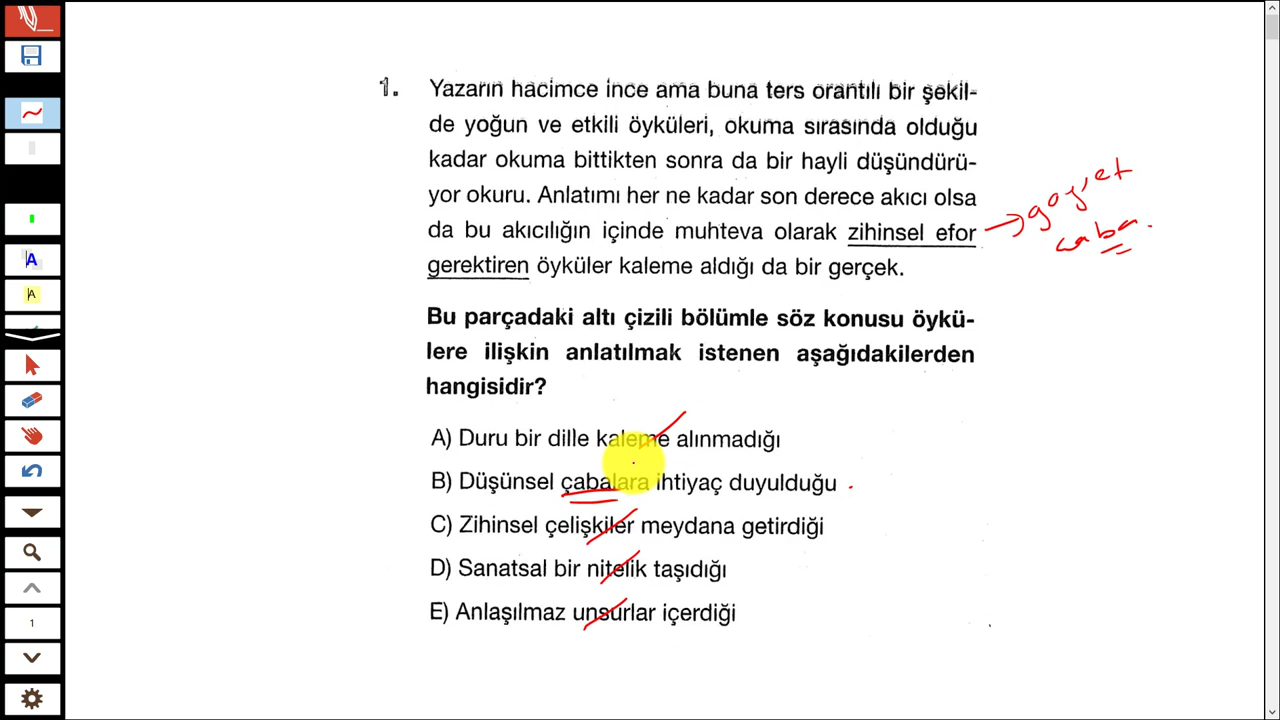 1. Yazarın hacimce ince ama buna ters orantılı bir şekil-
de yoğun ve etkili öyküleri, okuma sırasında olduğu
kadar okuma bittikten sonra da bir hayli düşündürü-
yor okuru. Anlatımı her ne kadar son derece akıcı olsa
da bu akıcılığın içinde muhteva olarak zihinsel efor
gerektiren öyküler kaleme aldığı da bir gerçek.
gayret
çaba.
Bu parçadaki altı çizili bölümle söz konusu öykü-
lere ilişkin anlatılmak istenen aşağıdakilerden
hangisidir?
A) Duru bir dille kaleme alınmadığı
B) Düşünsel çabalara ihtiyaç duyulduğu
C) Zihinsel çelişkiler meydana getirdiği
D) Sanatsal bir nitelik taşıdığı
E) Anlaşılmaz unsurlar içerdiği
A
A
1